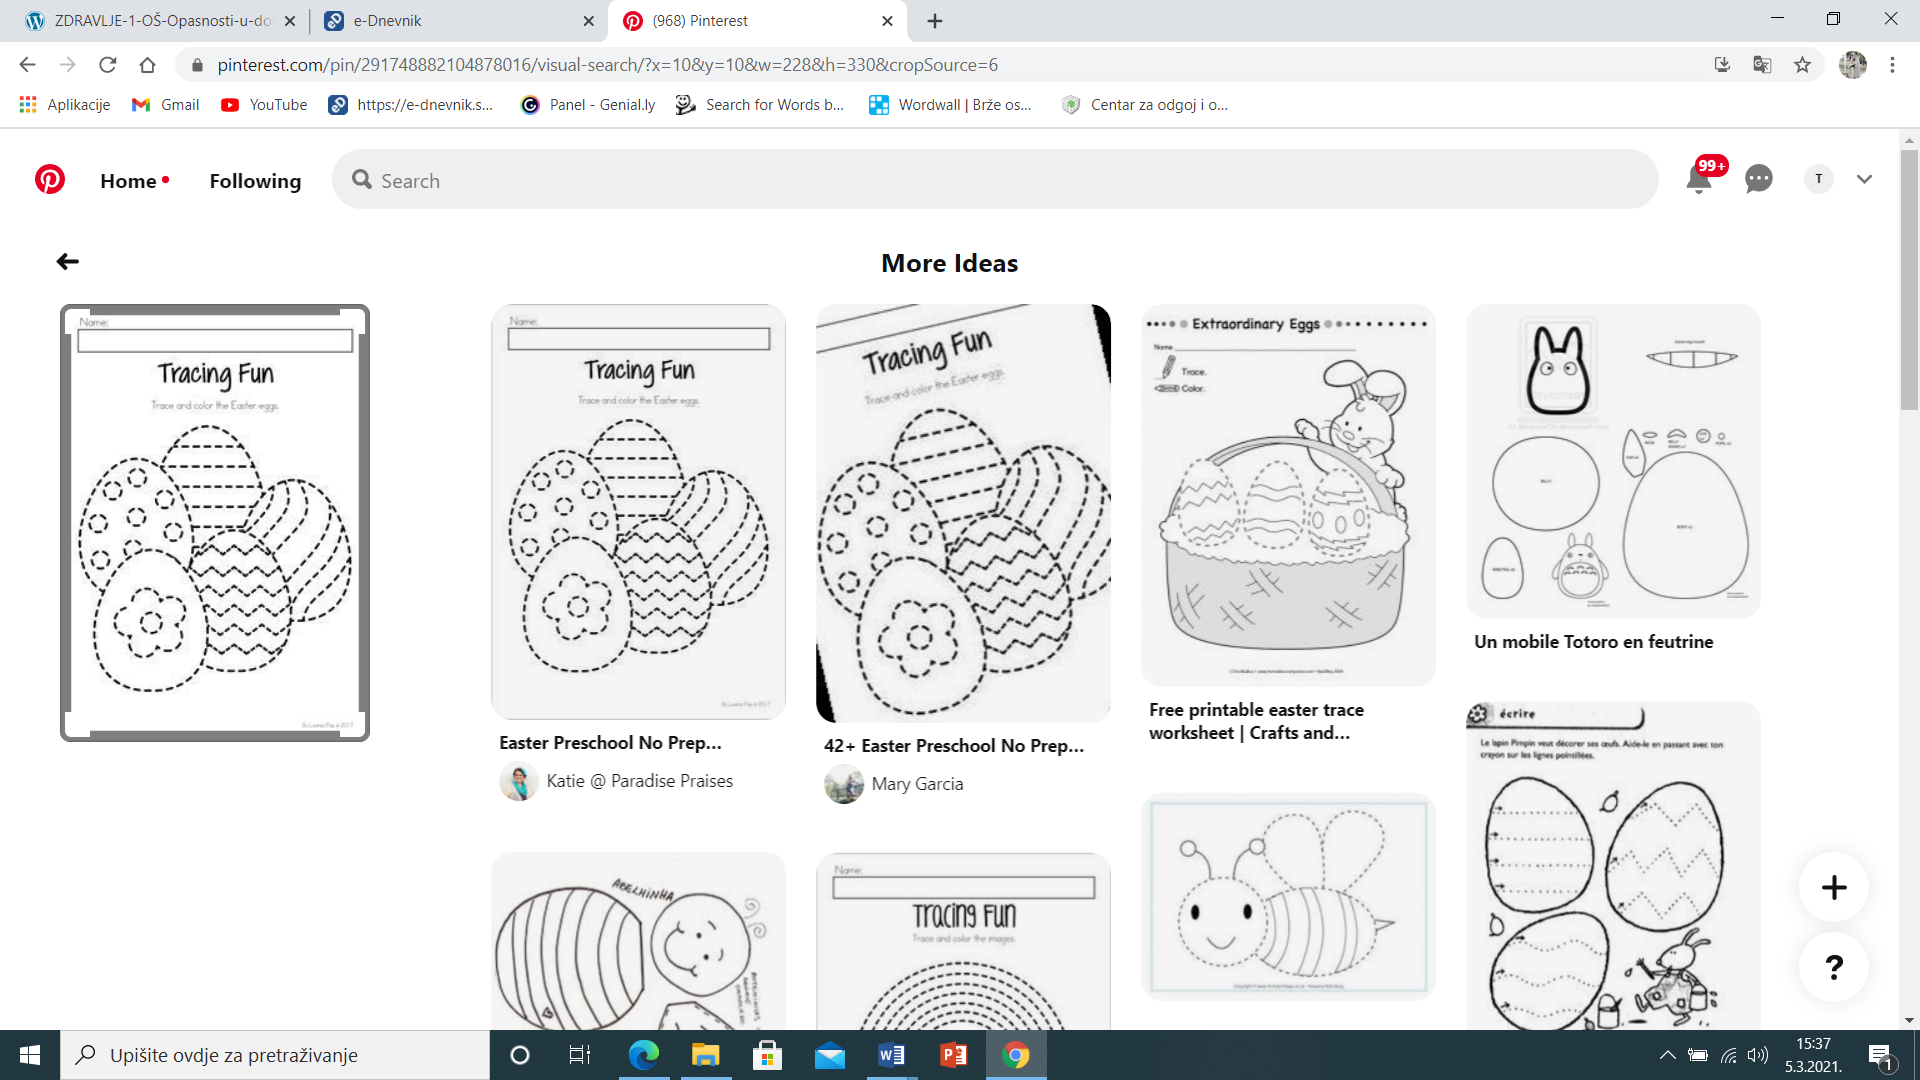 ZDRAVLJE-1-OŠ-Opasnosti-u-do
e-Dnevnik
(968) Pinterest
pinterest.com/pin/291748882104878016/visual-search/?x=10&y=10&w=228&h=330&cropSource=6
Aplikacije
Gmail
YouTube
https://e-dnevnik.s...
Panel - Genial.ly
Search for Words b...
Wordwall | Brže os...
Centar za odgoj i o...
Home
Following
Search
99+
T
More Ideas
Name:
Tracing Fun
Trace and color the Easter eggs.
Name:
Tracing Fun
Trace and color the Easter eggs.
Easter Preschool No Prep...
Katie @ Paradise Praises
Tracing Fun
Trace and color the Easter eggs.
42+ Easter Preschool No Prep...
Mary Garcia
Extraordinary Eggs
Name
Trace.
Color.
Free printable easter trace
worksheet | Crafts and...
Un mobile Totoro en feutrine
écrire
Le lapin Pimpin veut décorer ses œufs. Aide-le en passant avec ton
crayon sur les lignes pointillées.
ABELHINHA
Name:
Tracing Fun
Trace and color the images.
+
?
Upišite ovdje za pretraživanje
15:37
5.3.2021.
1